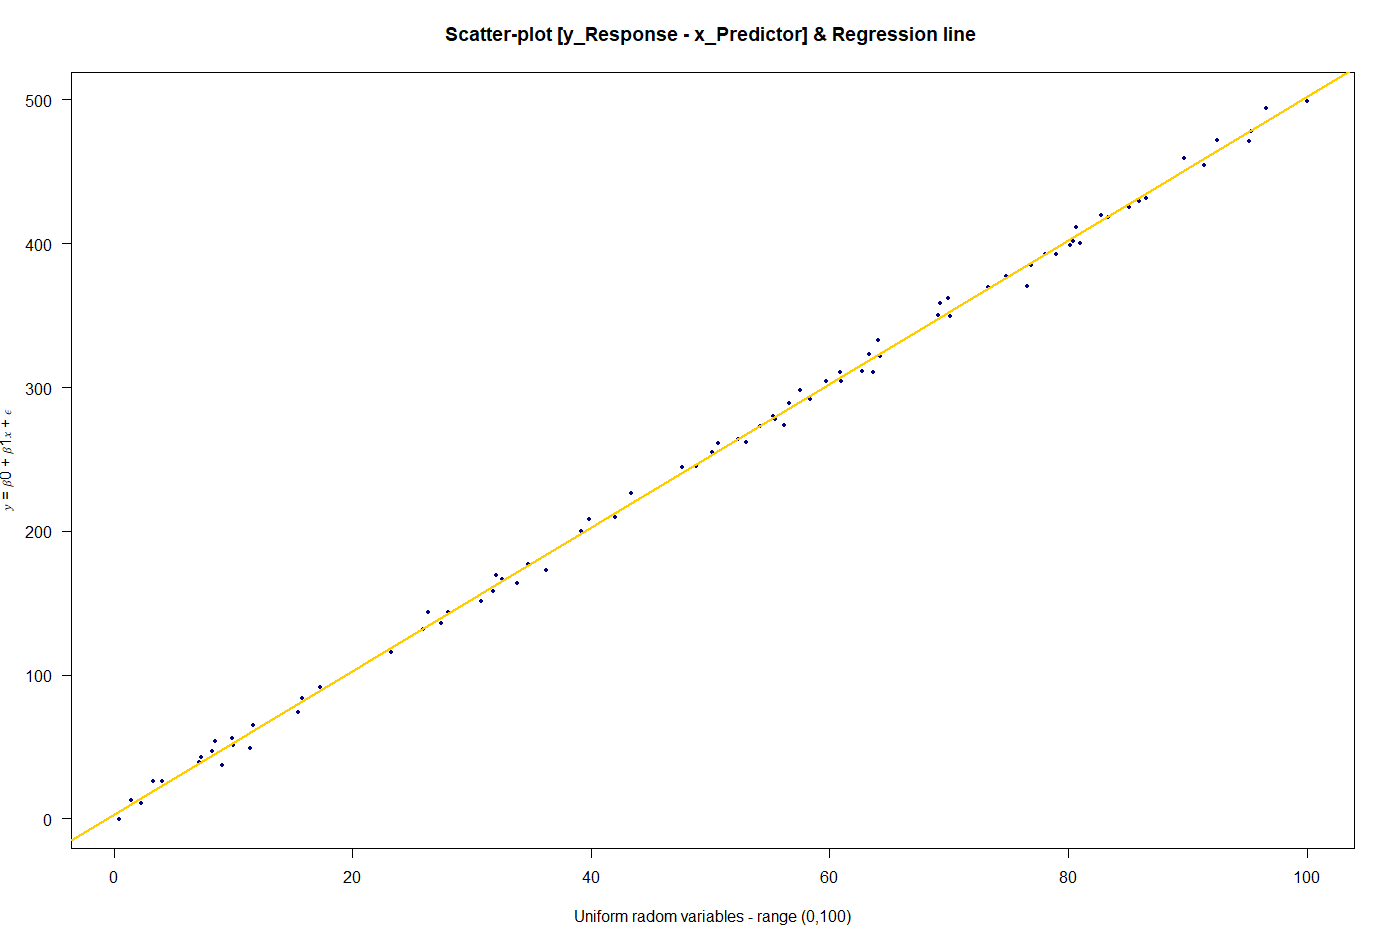 Scatter-plot [y_Response - x_Predictor] & Regression line
500
400
300
200
100
0
y = β0 + β1x + ϵ
0 20 40 60 80 100
Uniform radom variables - range (0,100)